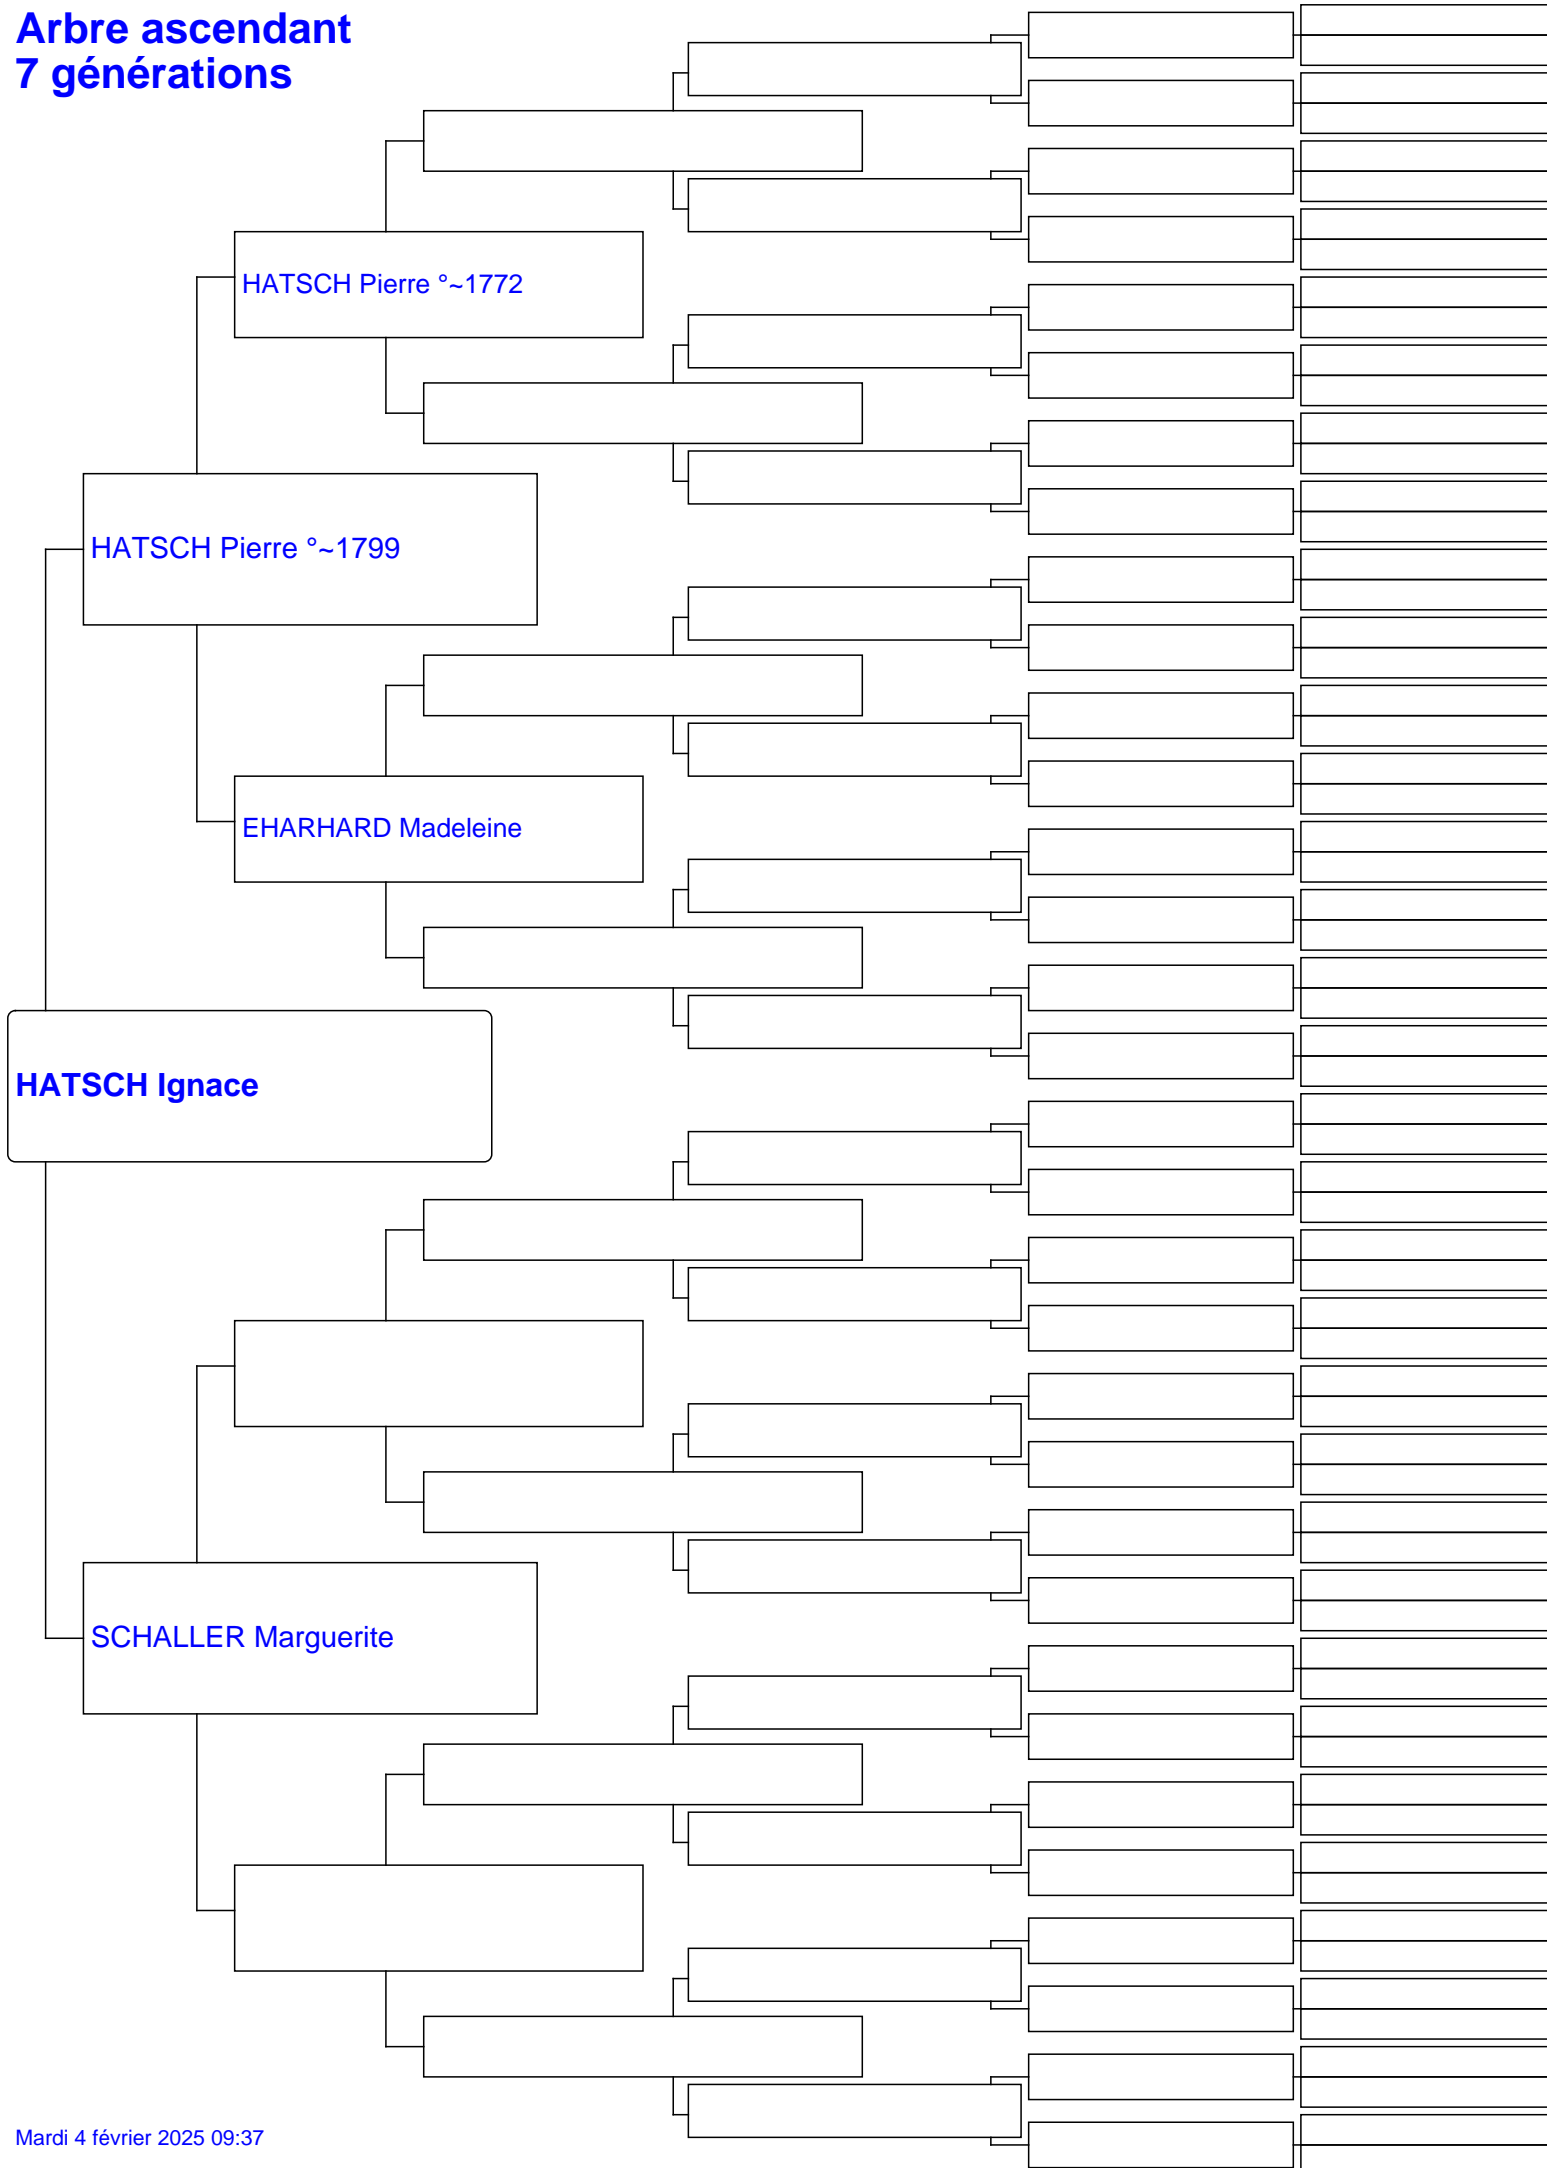 Arbre ascendant
7 générations
HATSCH Pierre °~1772
HATSCH Pierre °~1799
EHARHARD Madeleine
HATSCH Ignace
SCHALLER Marguerite
Mardi 4 février 2025 09:37